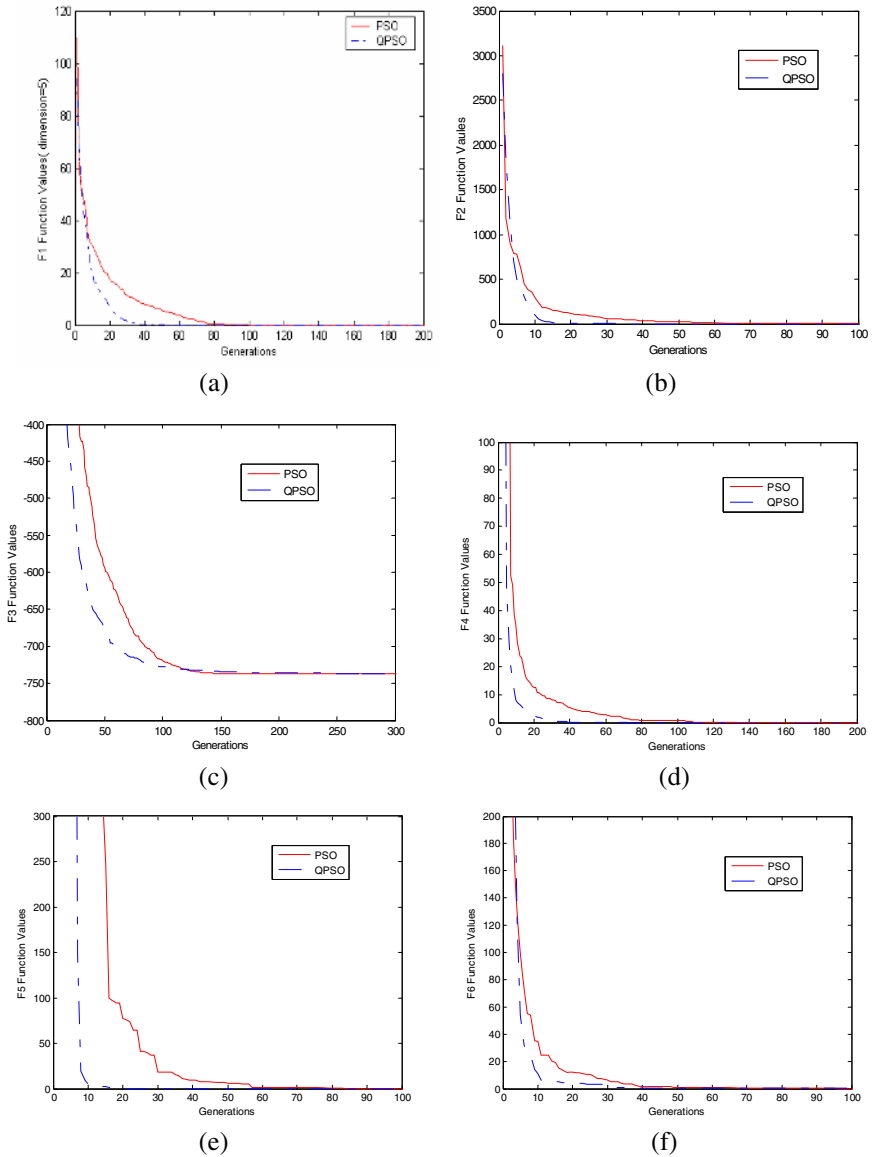 120
100
80
60
40
20
0
F1 Function Values( dimension=5)
PSO
QPSO
0 20 40 60 80 100 120 140 160 180 200
Generations
(a)
3500
3000
2500
2000
1500
1000
500
0
F2 Function Vaules
PSO
QPSO
0 10 20 30 40 50 60 70 80 90 100
Generations
(b)
-400
-450
-500
-550
-600
-650
-700
-750
-800
F3 Function Values
PSO
QPSO
0 50 100 150 200 250 300
Generations
(c)
100
90
80
70
60
50
40
30
20
10
0
F4 Function Values
PSO
QPSO
0 20 40 60 80 100 120 140 160 180 200
Generations
(d)
300
250
200
150
100
50
0
F5 Function Values
PSO
QPSO
0 10 20 30 40 50 60 70 80 90 100
Generations
(e)
200
180
160
140
120
100
80
60
40
20
0
F6 Function Values
PSO
QPSO
0 10 20 30 40 50 60 70 80 90 100
Generations
(f)